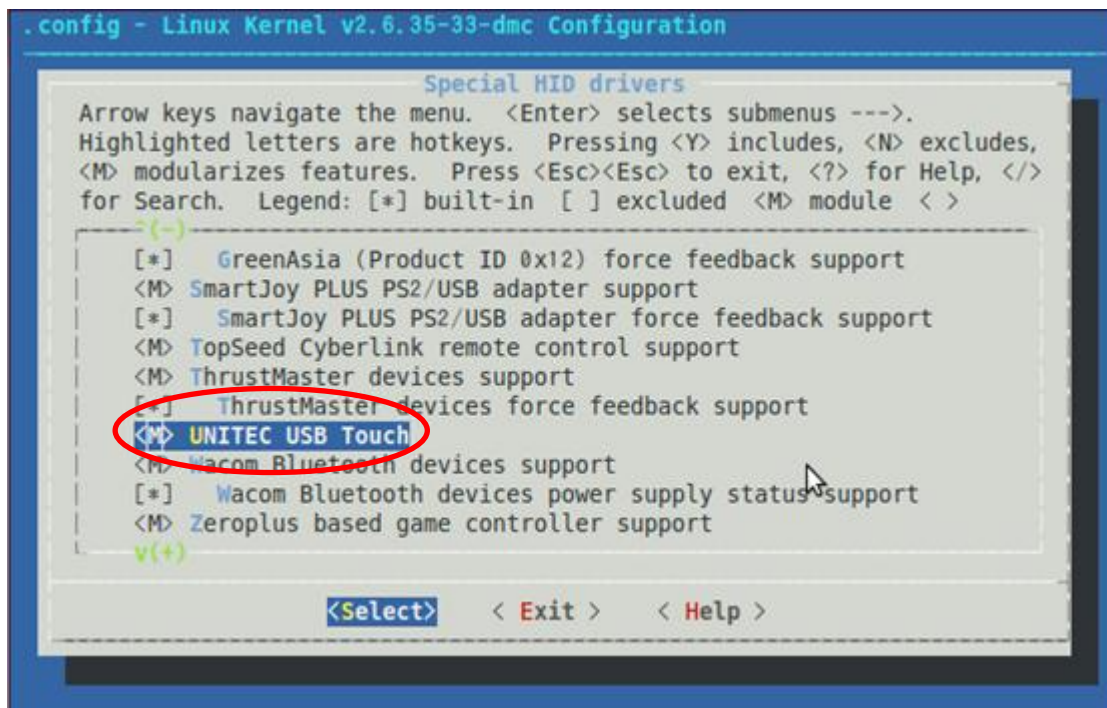 .config - Linux Kernel v2.6.35-33-dmc Configuration
Special HID drivers
Arrow keys navigate the menu.  <Enter> selects submenus --->.
Highlighted letters are hotkeys.  Pressing <Y> includes, <N> excludes,
<M> modularizes features.  Press <Esc><Esc> to exit, <?> for Help, </>
for Search.  Legend: [*] built-in  [ ] excluded  <M> module  < >
^(-)
[*]   GreenAsia (Product ID 0x12) force feedback support
<M> SmartJoy PLUS PS2/USB adapter support
[*]   SmartJoy PLUS PS2/USB adapter force feedback support
<M> TopSeed Cyberlink remote control support
<M> ThrustMaster devices support
[*]   ThrustMaster devices force feedback support
<M> UNITEC USB Touch
<M> Wacom Bluetooth devices support
[*]   Wacom Bluetooth devices power supply status support
<M> Zeroplus based game controller support
v(+)
<Select>    < Exit >    < Help >